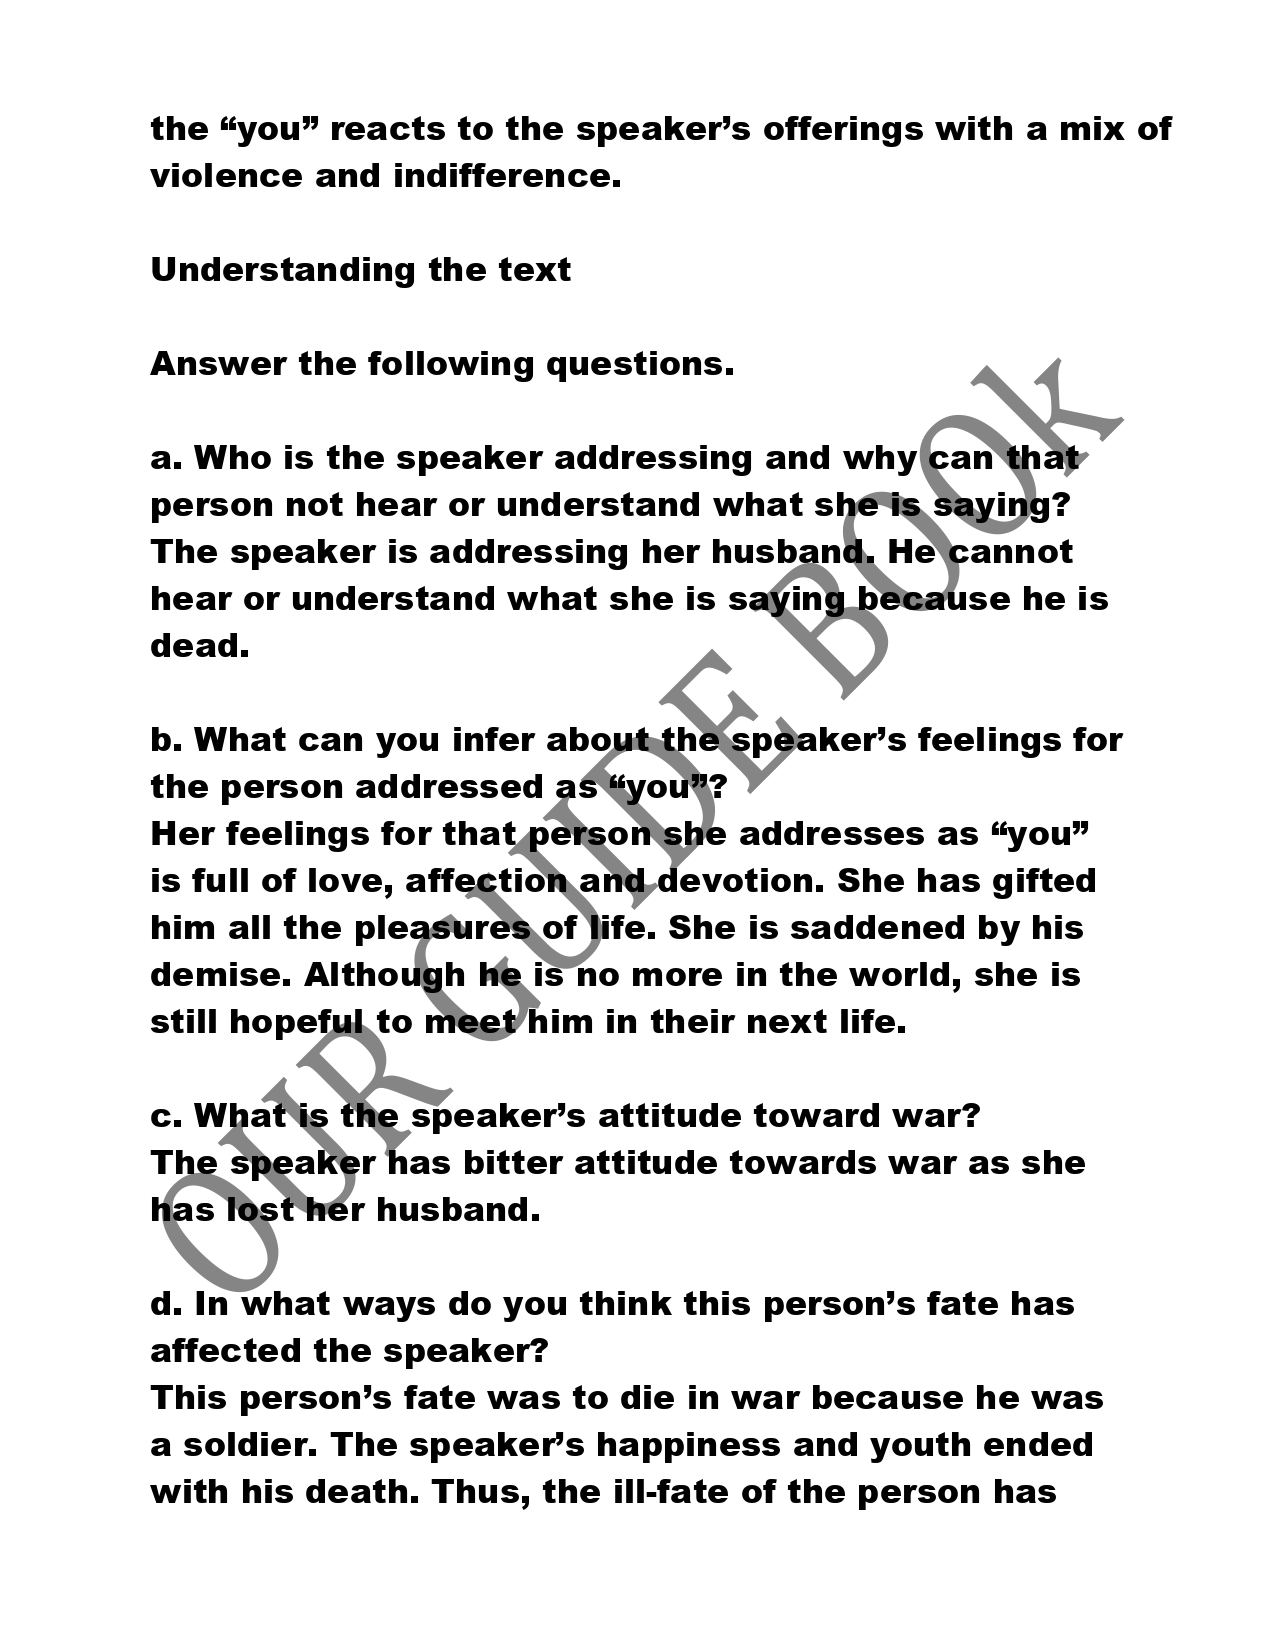 the “you” reacts to the speaker’s offerings with a mix of
violence and indifference.
Understanding the text
Answer the following questions.
a. Who is the speaker addressing and why can that
person not hear or understand what she is saying?
The speaker is addressing her husband. He cannot
hear or understand what she is saying because he is
dead.
b. What can you infer about the speaker’s feelings for
the person addressed as “you”?
Her feelings for that person she addresses as “you”
is full of love, affection and devotion. She has gifted
him all the pleasures of life. She is saddened by his
demise. Although he is no more in the world, she is
still hopeful to meet him in their next life.
c. What is the speaker’s attitude toward war?
The speaker has bitter attitude towards war as she
has lost her husband.
d. In what ways do you think this person’s fate has
affected the speaker?
This person’s fate was to die in war because he was
a soldier. The speaker’s happiness and youth ended
with his death. Thus, the ill-fate of the person has
OUR GUIDE BOOk